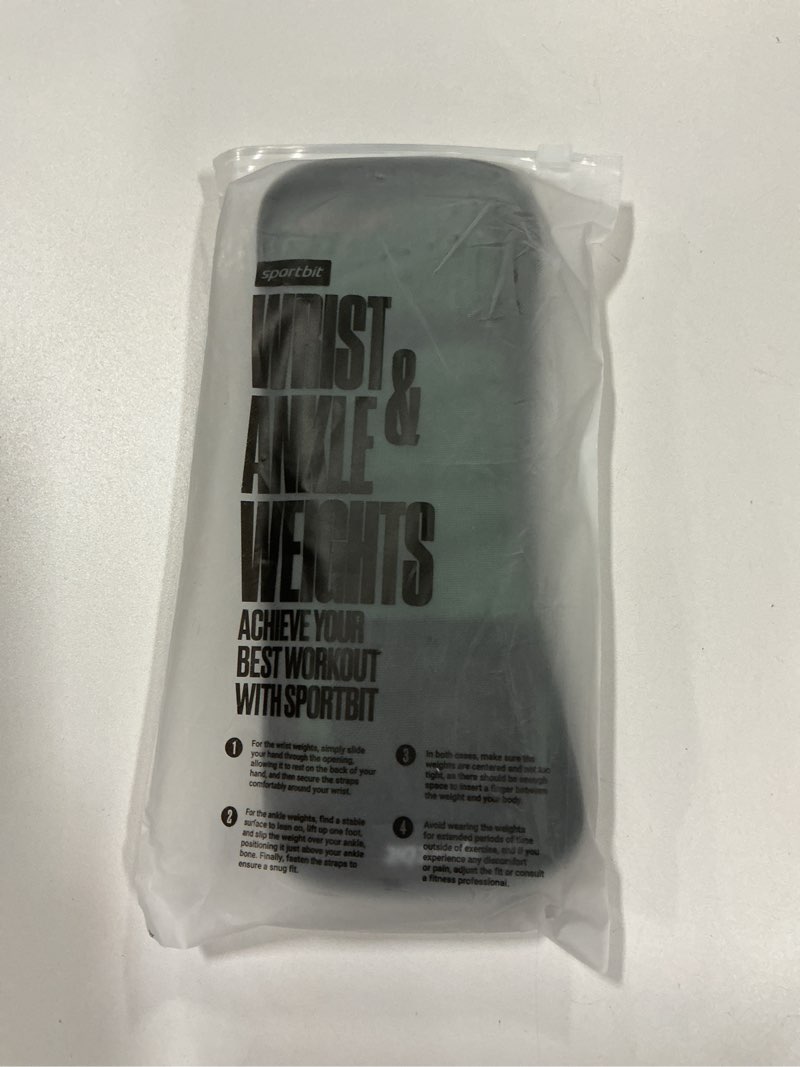 sportbit
WRIST
&
ANKLE
WEIGHTS
ACHIEVE YOUR
BEST WORKOUT
WITH SPORTBIT
1
For the wrist weights, simply slide
your hand through the opening,
allowing it to rest on the back of your
hand, and then secure the straps
comfortably around your wrist.
2
For the ankle weights, find a stable
surface to lean on, lift up one foot,
and slip the weight over your ankle,
positioning it just above your ankle
bone. Finally, fasten the straps to
ensure a snug fit.
3
In both cases, make sure the
weights are centered and not too
tight, as there should be enough
space to insert a finger between
the weight and your body.
4
Avoid wearing the weights
for extended periods of time
outside of exercise, and if you
experience any discomfort
or pain, adjust the fit or consult
a fitness professional.